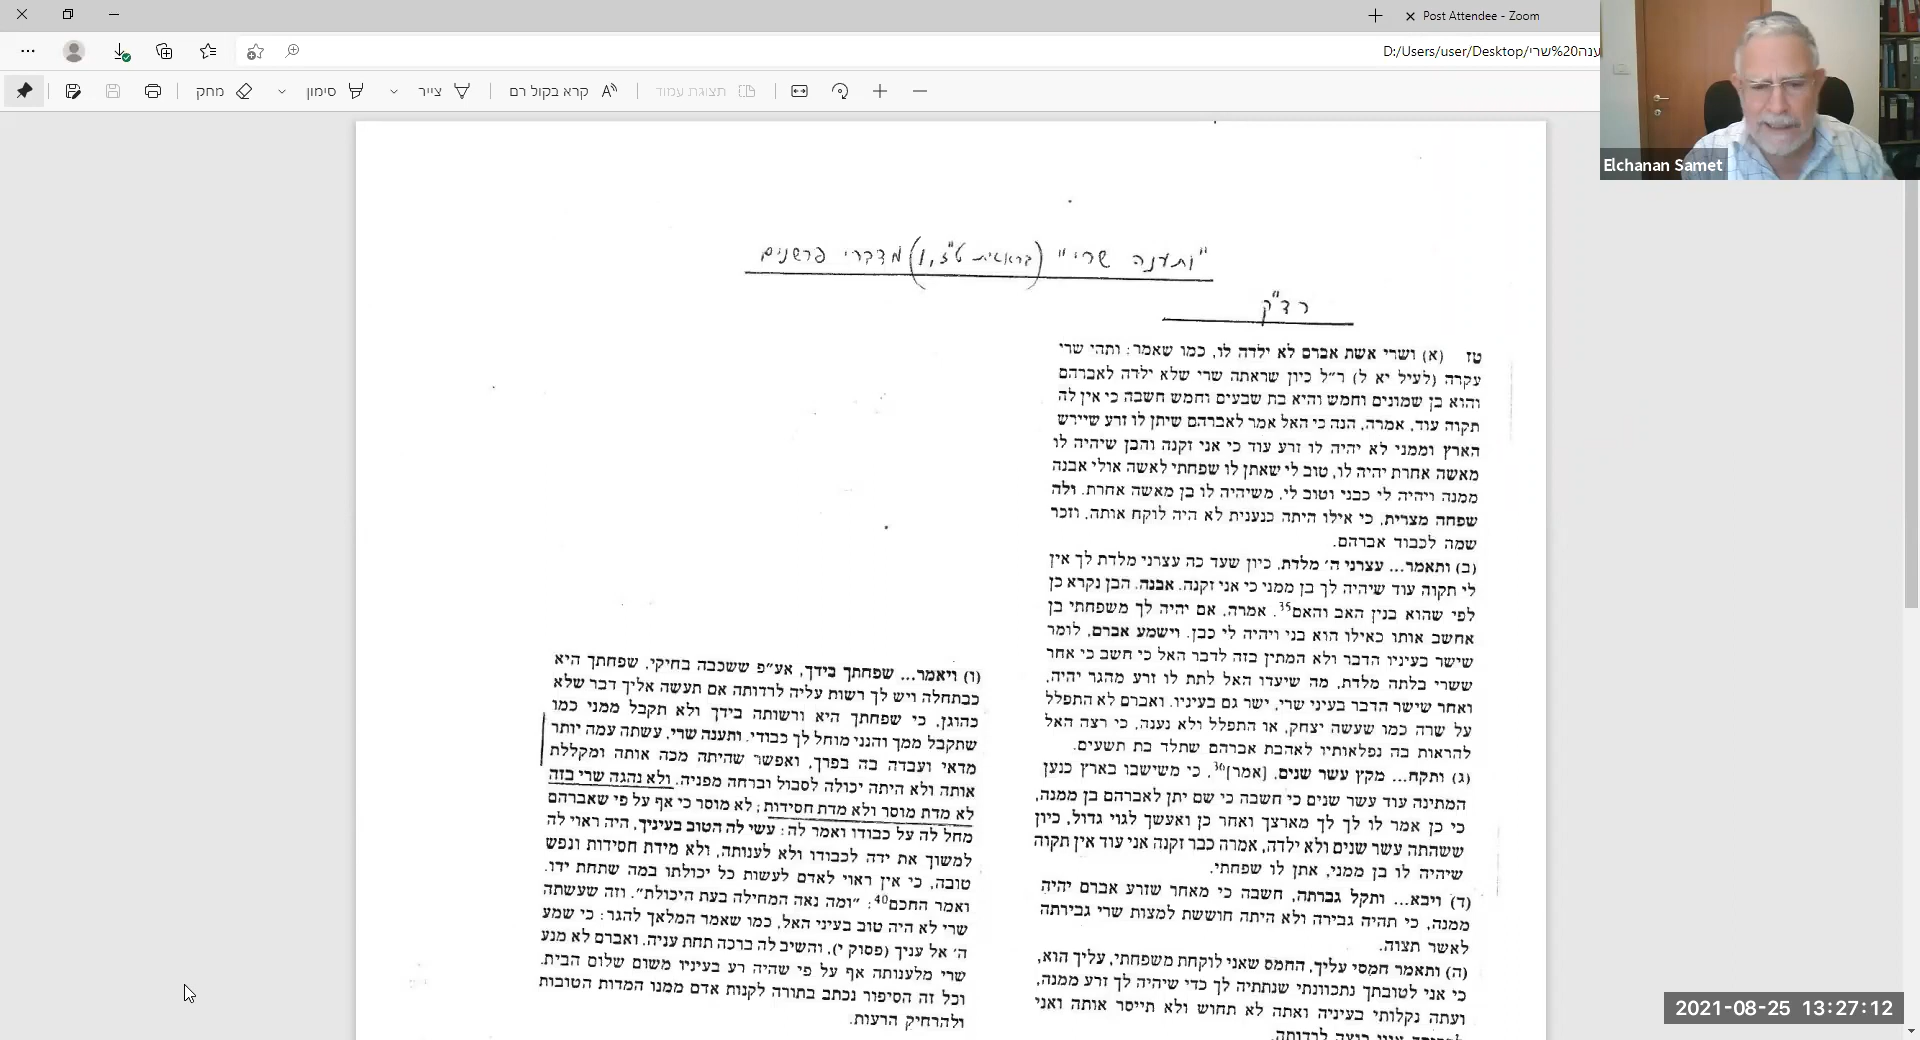 Post Attendee - Zoom
D:/Users/user/Desktop/ענה%20שרי
מחק
סימון
צייר
קרא בקול רם
תצוגת עמוד
Elchanan Samet
"ותענה שרי" (בראשית ט"ז, ו) מדברי פרשנים
רד"ק
טז (א) ושרי אשת אברם לא ילדה לו, כמו שאמר: ותהי שרי
עקרה (לעיל יא ל) ר״ל כיון שראתה שרי שלא ילדה לאברהם
והוא בן שמונים וחמש והיא בת שבעים וחמש חשבה כי אין לה
תקוה עוד, אמרה, הנה כי האל אמר לאברהם שיתן לו זרע שיירש
הארץ וממני לא יהיה לו זרע עוד כי אני זקנה והבן שיהיה לו
מאשה אחרת יהיה לו, טוב לי שאתן לו שפחתי לאשה אולי אבנה
ממנה ויהיה לי כבני וטוב לי, משיהיה לו בן מאשה אחרת. ולה
שפחה מצרית, כי אילו היתה כנענית לא היה לוקח אותה, וזכר
שמה לכבוד אברהם.
(ב) ותאמר... עצרני ה׳ מלדת, כיון שעד כה עצרני מלדת לך אין
לי תקוה עוד שיהיה לך בן ממני כי אני זקנה. אבנה. הבן נקרא כן
לפי שהוא בנין האב והאם35. אמרה, אם יהיה לך משפחתי בן
אחשב אותו כאילו הוא בני ויהיה לי כבן. וישמע אברם, לומר
שישר בעיניו הדבר ולא המתין בזה לדבר האל כי חשב כי אחר
ששרי בלתה מלדת, מה שיעדו האל לתת לו זרע מהגר יהיה,
ואחר שישר הדבר בעיני שרי, ישר גם בעיניו. ואברם לא התפלל
על שרה כמו שעשה יצחק, או התפלל ולא נענה, כי רצה האל
להראות בה נפלאותיו לאהבת אברהם שתלד בת תשעים.
(ג) ותקח... מקץ עשר שנים, [אמר]36, כי משישבו בארץ כנען
המתינה עוד עשר שנים כי חשבה כי שם יתן לאברהם בן ממנה,
כי כן אמר לו לך לך מארצך ואחר כן ואעשך לגוי גדול, כיון
ששהתה עשר שנים ולא ילדה, אמרה כבר זקנה אני עוד אין תקוה
שיהיה לו בן ממני, אתן לו שפחתי.
(ד) ויבא... ותקל גברתה, חשבה כי מאחר שזרע אברם יהיה
ממנה, כי תהיה גבירה ולא היתה חוששת למצות שרי גבירתה
לאשר תצוה.
(ה) ותאמר חמסי עליך, החמס שאני לוקחת משפחתי, עליך הוא,
כי אני לטובתך נתכוונתי שנתתיה לך כדי שיהיה לך זרע ממנה,
ועתה נקלותי בעיניה ואתה לא תחוש ולא תייסר אותה ואני
(ו) ויאמר... שפחתך בידך, אע״פ ששכבה בחיקי, שפחתך היא
כבתחלה ויש לך רשות עליה לרדותה אם תעשה אליך דבר שלא
כהוגן, כי שפחתך היא ורשותה בידך ולא תקבל ממני כמו
שתקבל ממך והנני מוחל לך כבודי. ותענה שרי, עשתה עמה יותר
מדאי ועבדה בה בפרך, ואפשר שהיתה מכה אותה ומקללת
אותה ולא היתה יכולה לסבול וברחה מפניה. ולא נהגה שרי בזה
לא מדת מוסר ולא מדת חסידות; לא מוסר כי אף על פי שאברהם
מחל לה על כבודו ואמר לה: עשי לה הטוב בעיניך, היה ראוי לה
למשוך את ידה לכבודו ולא לענותה, ולא מידת חסידות ונפש
טובה, כי אין ראוי לאדם לעשות כל יכולתו במה שתחת ידו.
ואמר החכם40: ״ומה נאה המחילה בעת היכולת״. וזה שעשתה
שרי לא היה טוב בעיני האל, כמו שאמר המלאך להגר: כי שמע
ה׳ אל עניך (פסוק י), והשיב לה ברכה תחת עניה. ואברם לא מנע
שרי מלענותה אף על פי שהיה רע בעיניו משום שלום הבית.
וכל זה הסיפור נכתב בתורה לקנות אדם ממנו המדות הטובות
ולהרחיק הרעות.
2021-08-25 13:27:12